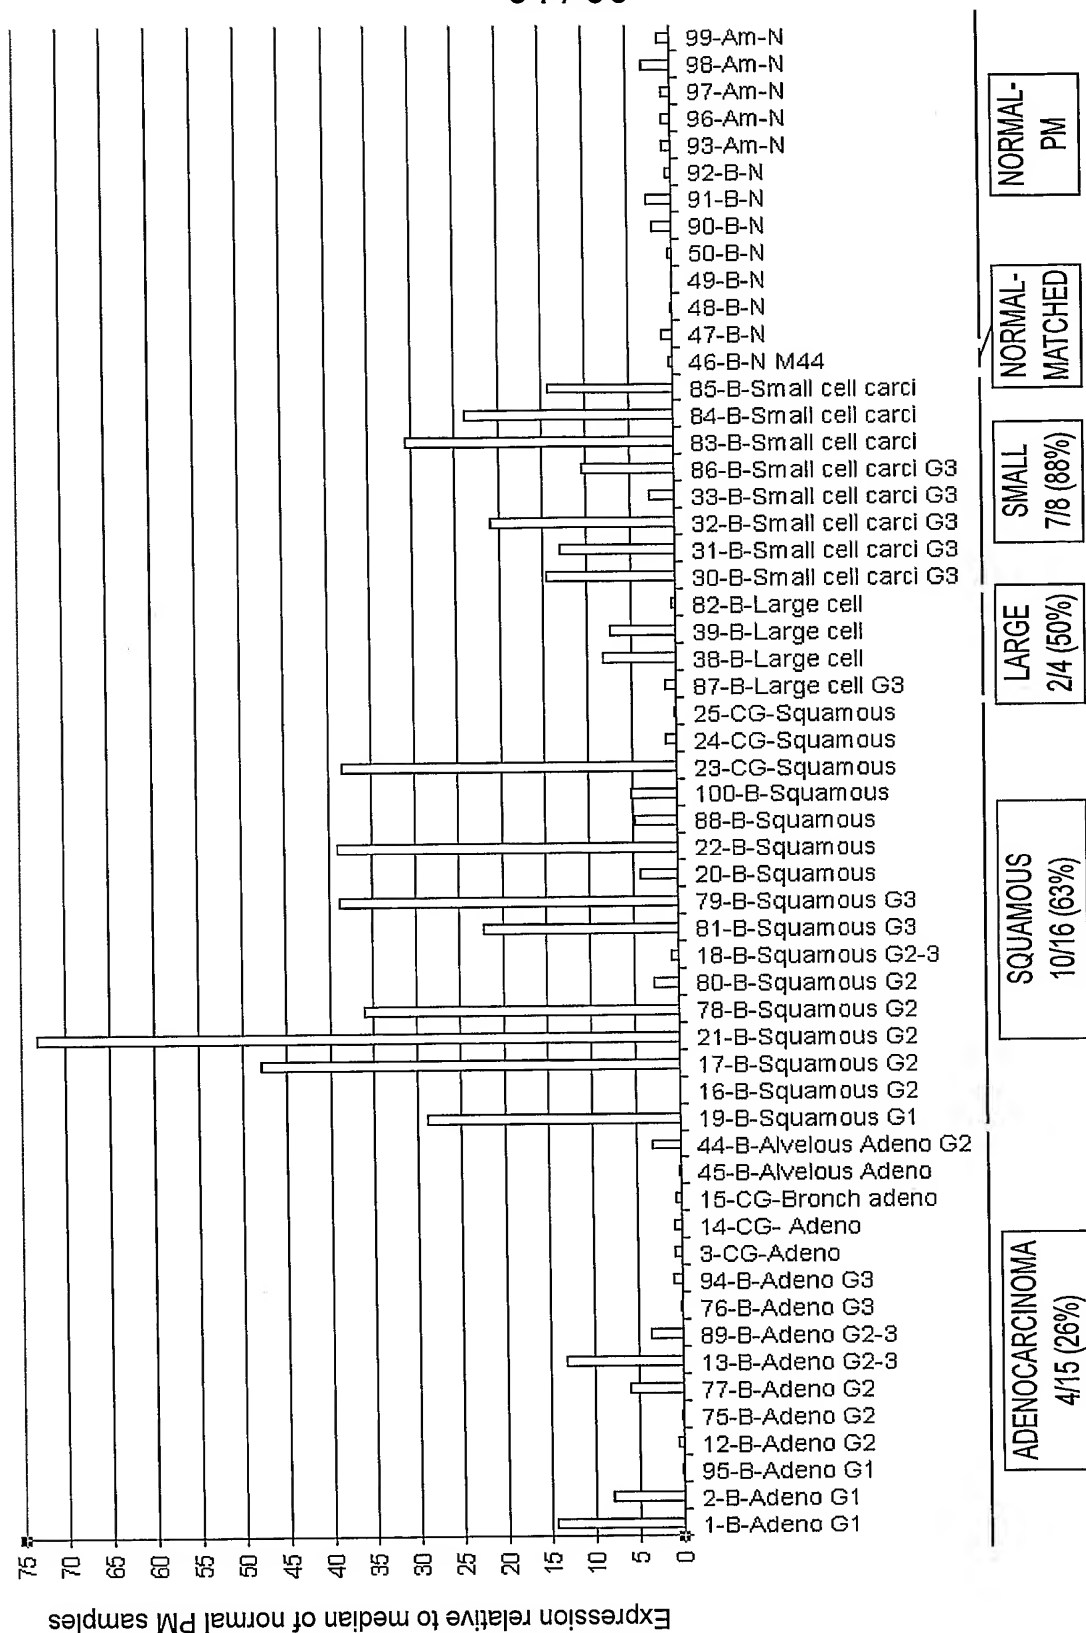 Expression relative to median of normal PM samples
75
70
65
60
55
50
45
40
35
30
25
20
15
10
5
0
1-B-Adeno G1
2-B-Adeno G1
95-B-Adeno G1
12-B-Adeno G2
75-B-Adeno G2
77-B-Adeno G2
13-B-Adeno G2-3
89-B-Adeno G2-3
76-B-Adeno G3
94-B-Adeno G3
3-CG-Adeno
14-CG- Adeno
15-CG-Bronch adeno
45-B-Alvelous Adeno
44-B-Alvelous Adeno G2
19-B-Squamous G1
16-B-Squamous G2
17-B-Squamous G2
21-B-Squamous G2
78-B-Squamous G2
80-B-Squamous G2
18-B-Squamous G2-3
81-B-Squamous G3
79-B-Squamous G3
20-B-Squamous
22-B-Squamous
88-B-Squamous
100-B-Squamous
23-CG-Squamous
24-CG-Squamous
25-CG-Squamous
87-B-Large cell G3
38-B-Large cell
39-B-Large cell
82-B-Large cell
30-B-Small cell carci G3
31-B-Small cell carci G3
32-B-Small cell carci G3
33-B-Small cell carci G3
86-B-Small cell carci G3
83-B-Small cell carci
84-B-Small cell carci
85-B-Small cell carci
46-B-N M44
47-B-N
48-B-N
49-B-N
50-B-N
90-B-N
91-B-N
92-B-N
93-Am-N
96-Am-N
97-Am-N
98-Am-N
99-Am-N
ADENOCARCINOMA
4/15 (26%)
SQUAMOUS
10/16 (63%)
LARGE
2/4 (50%)
SMALL
7/8 (88%)
NORMAL-
MATCHED
NORMAL-
PM